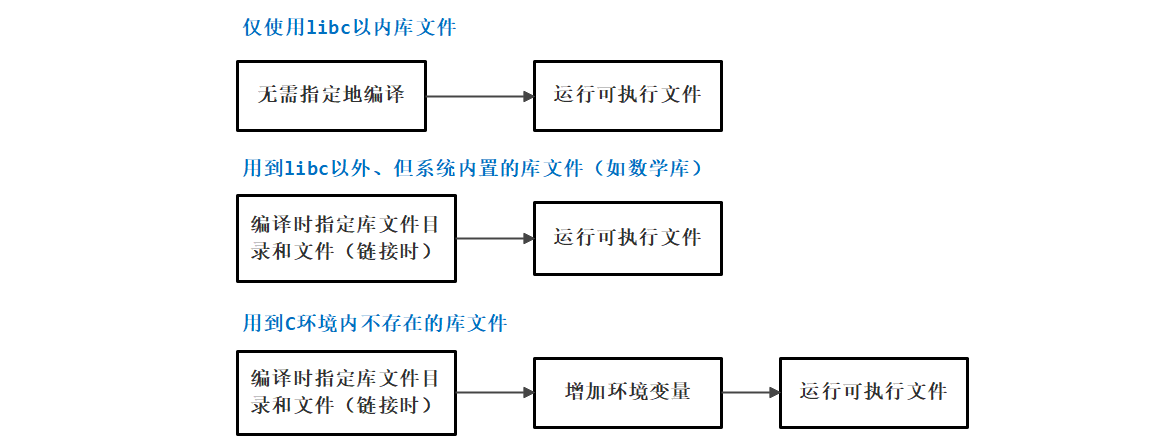 仅使用libc以内库文件
无需指定地编译
运行可执行文件
用到libc以外、但系统内置的库文件（如数学库）
编译时指定库文件目
录和文件（链接时）
运行可执行文件
用到C环境内不存在的库文件
编译时指定库文件目
录和文件（链接时）
增加环境变量
运行可执行文件